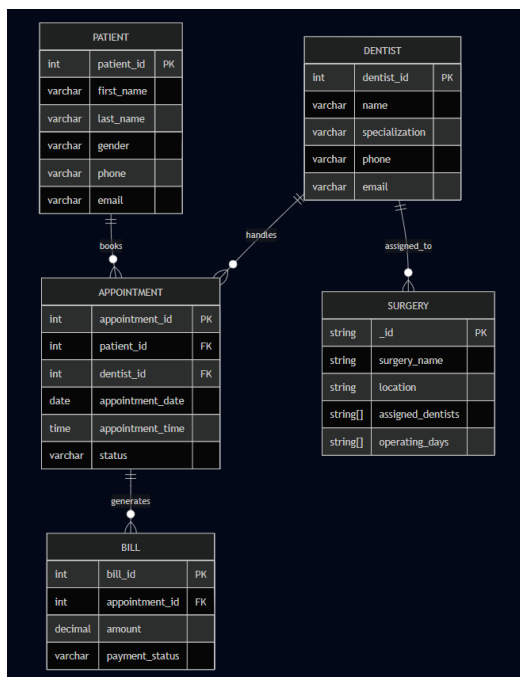 PATIENT
int patient_id PK
varchar first_name
varchar last_name
varchar gender
varchar phone
varchar email
DENTIST
int dentist_id PK
varchar name
varchar specialization
varchar phone
varchar email
books
handles
assigned_to
APPOINTMENT
int appointment_id PK
int patient_id FK
int dentist_id FK
date appointment_date
time appointment_time
varchar status
SURGERY
string _id PK
string surgery_name
string location
string[] assigned_dentists
string[] operating_days
generates
BILL
int bill_id PK
int appointment_id FK
decimal amount
varchar payment_status